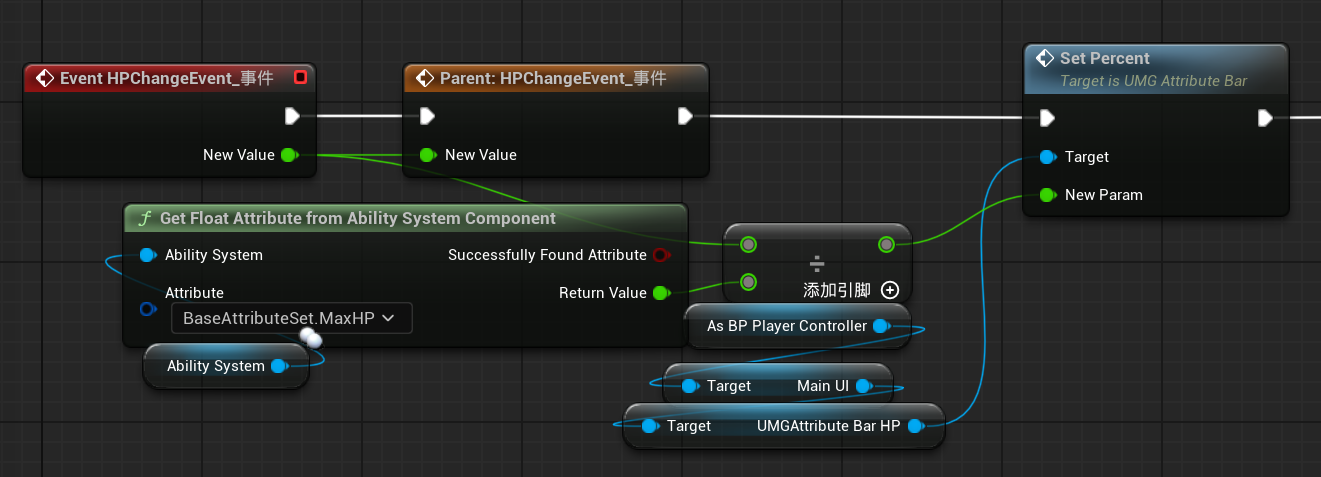 Event HPChangeEvent_事件
New Value
Parent: HPChangeEvent_事件
New Value
Set Percent
Target is UMG Attribute Bar
Target
New Param
Get Float Attribute from Ability System Component
Ability System
Successfully Found Attribute
Attribute
Return Value
BaseAttributeSet.MaxHP
Ability System
÷
添加引脚
As BP Player Controller
Target
Main UI
Target
UMGAttribute Bar HP